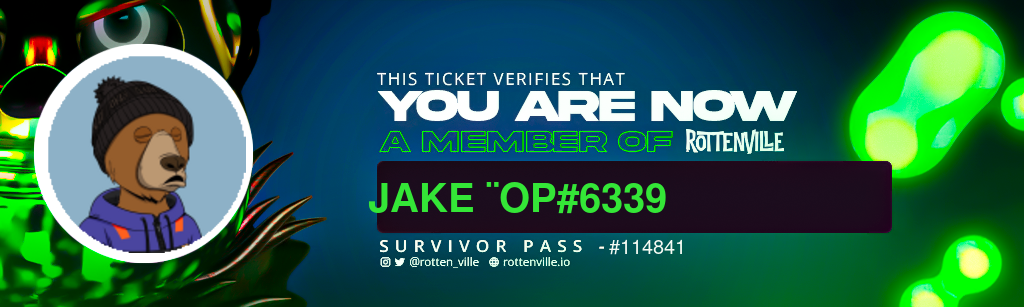 THIS TICKET VERIFIES THAT
YOU ARE NOW
A MEMBER OF ROTTENVILLE
JAKE ¨OP#6339
SURVIVOR PASS - #114841
@rotten_ville rottenville.io